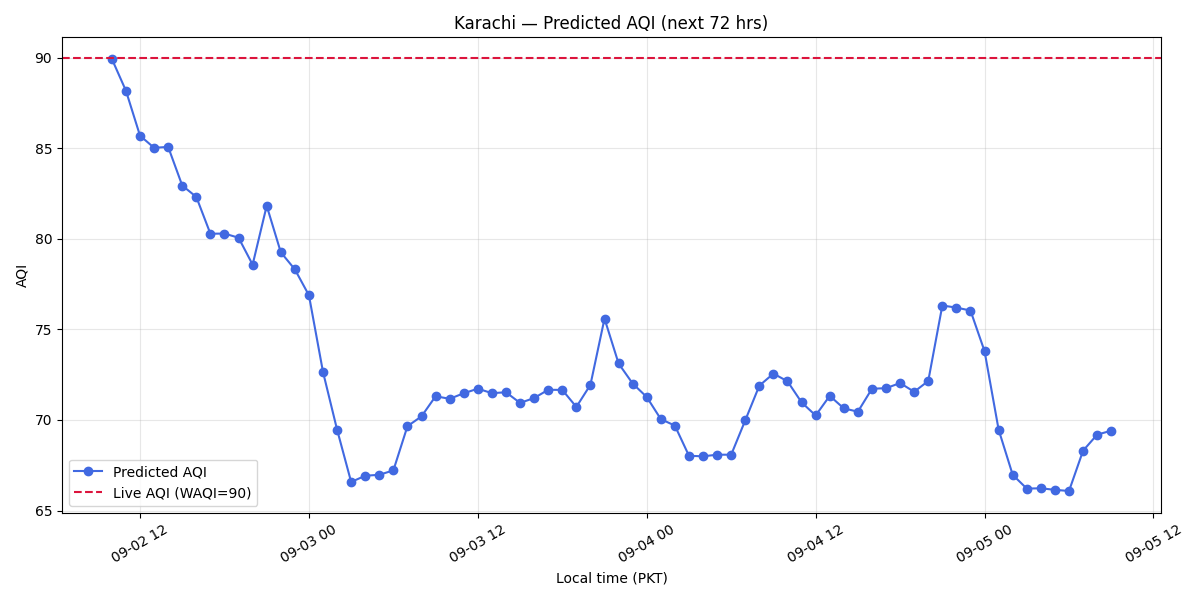 Karachi — Predicted AQI (next 72 hrs)
90
85
80
75
70
65
AQI
Predicted AQI
Live AQI (WAQI=90)
09-02 12
09-03 00
09-03 12
09-04 00
09-04 12
09-05 00
09-05 12
Local time (PKT)